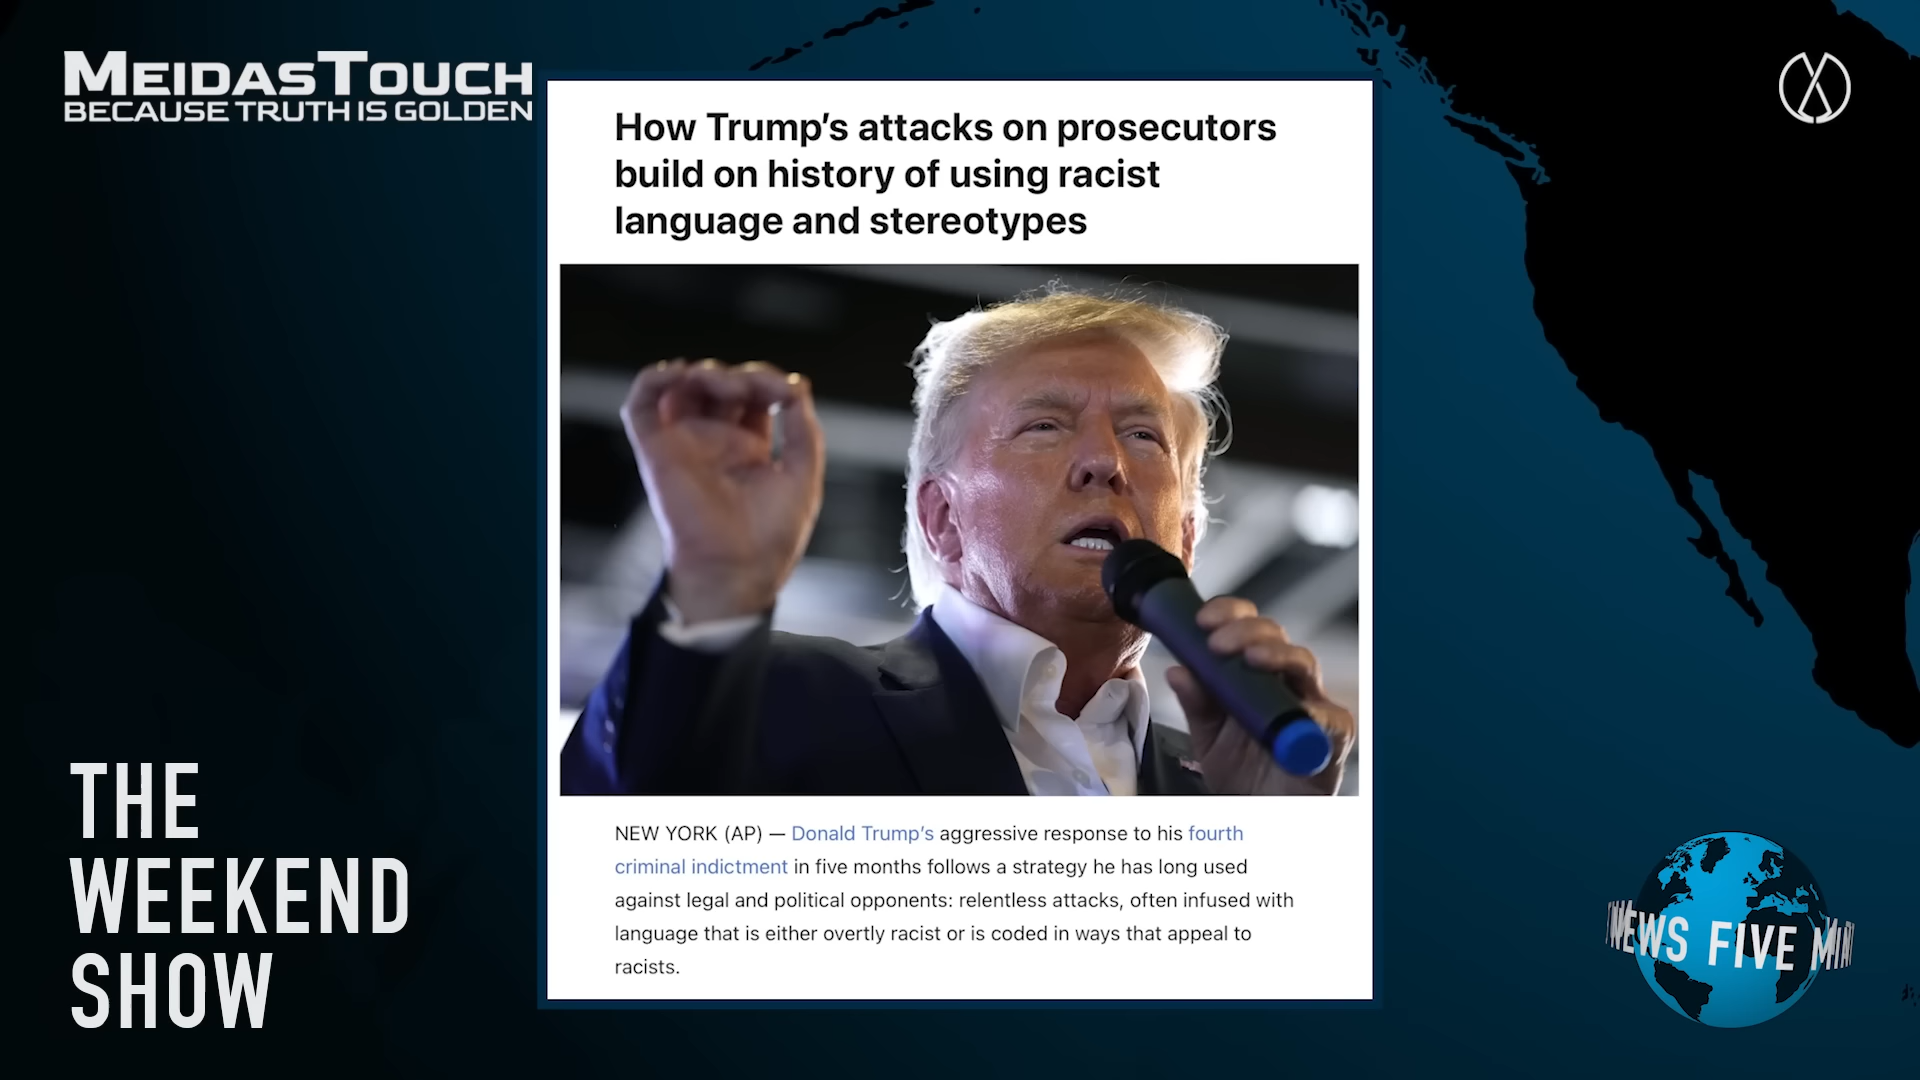 MEIDASTOUCH
BECAUSE TRUTH IS GOLDEN
How Trump's attacks on prosecutors
build on history of using racist
language and stereotypes
NEW YORK (AP) — Donald Trump's aggressive response to his fourth
criminal indictment in five months follows a strategy he has long used
against legal and political opponents: relentless attacks, often infused with
language that is either overtly racist or is coded in ways that appeal to
racists.
THE
WEEKEND
SHOW
NEWS FIVE